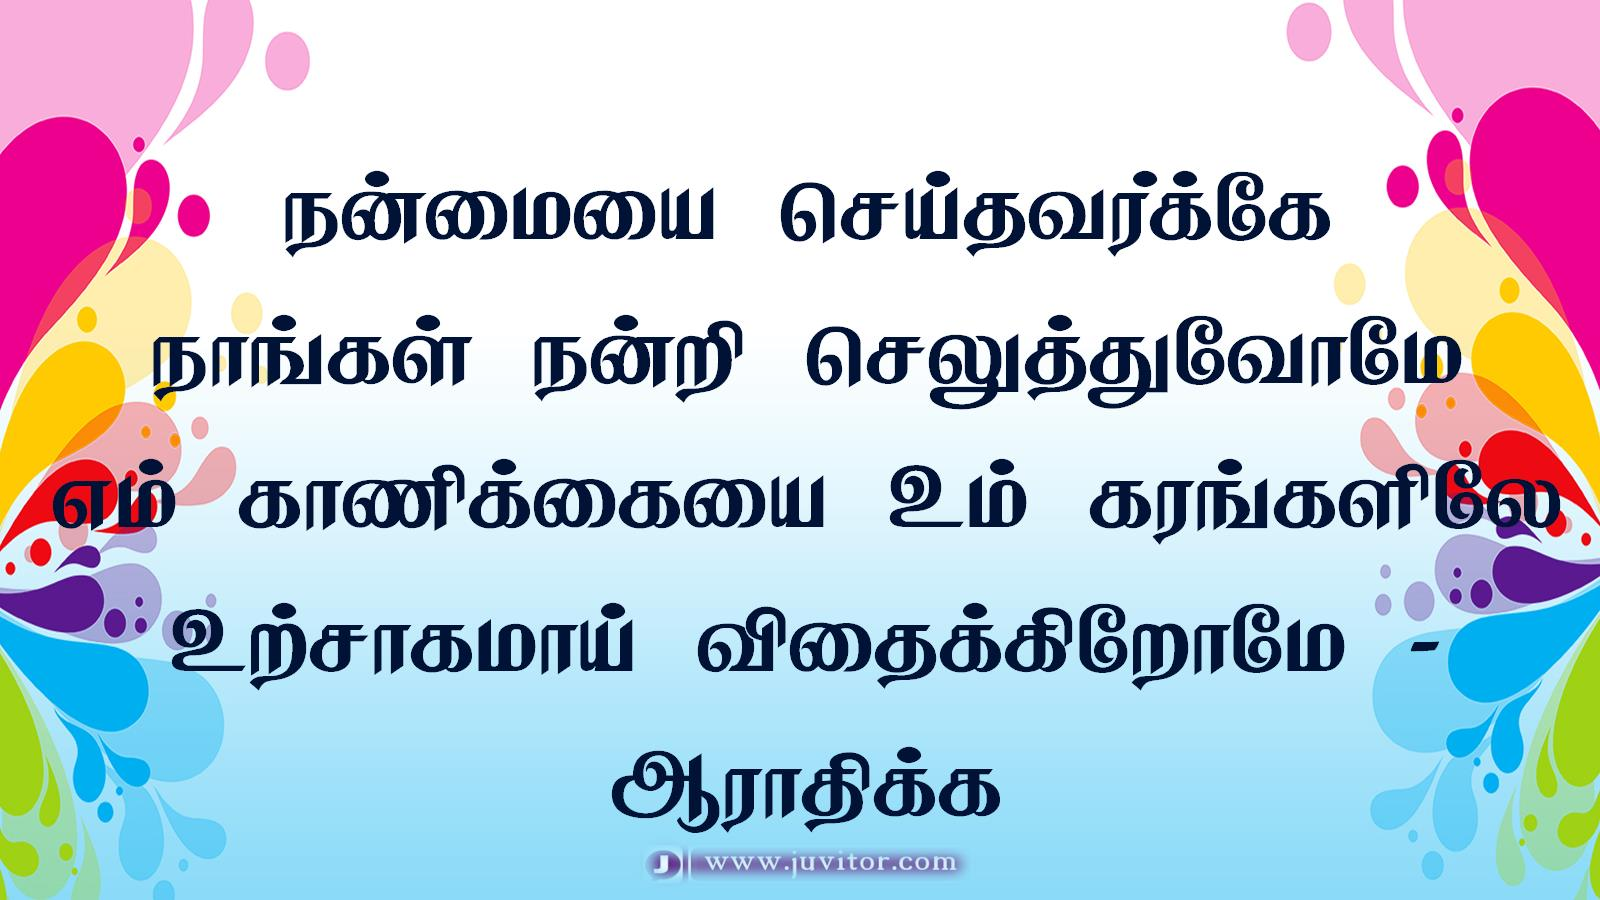 நன்மையை செய்தவர்க்கே
நாங்கள் நன்றி செலுத்துவோமே
எம் காணிக்கையை உம் கரங்களிலே
உற்சாகமாய் விதைக்கிறோமே -
ஆராதிக்க
J | www.juvitor.com